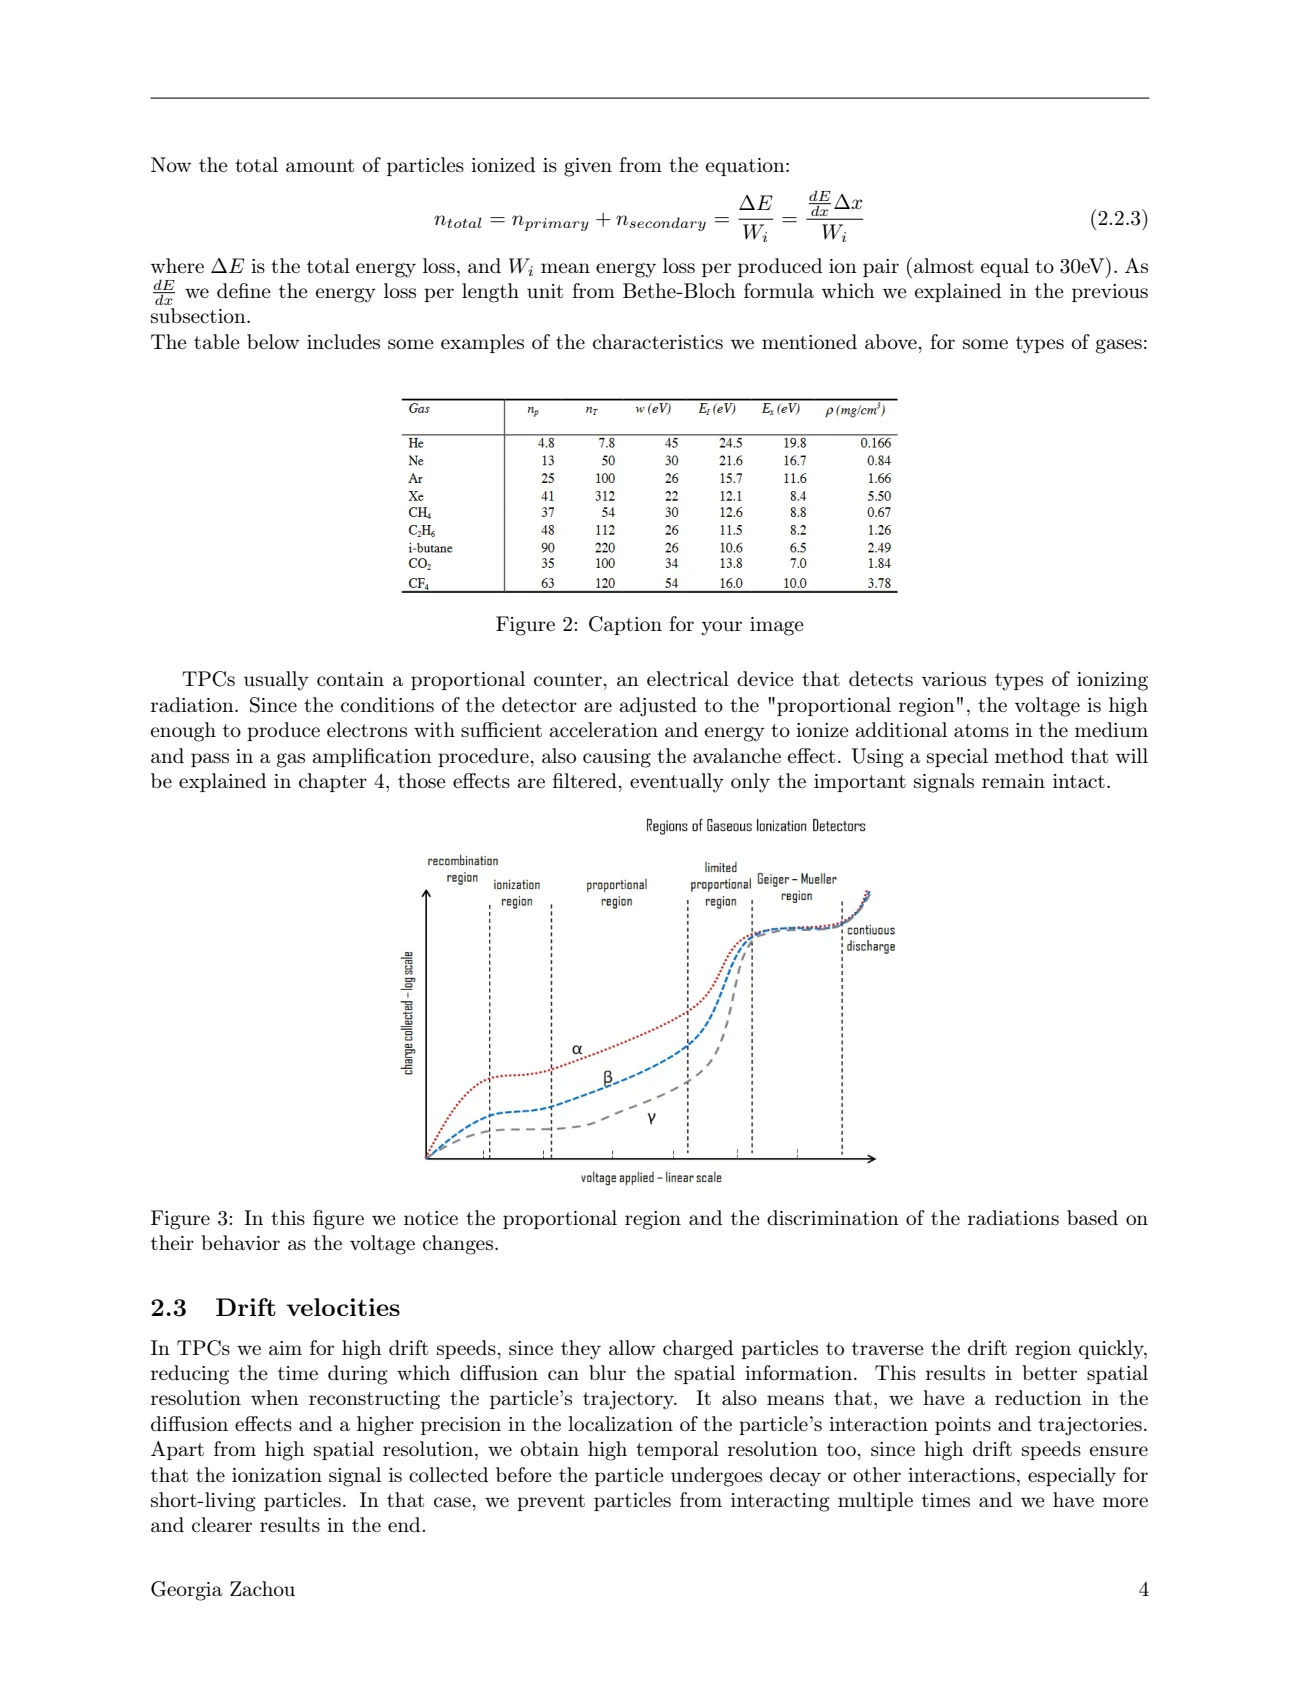 Now the total amount of particles ionized is given from the equation:
n_total = n_primary + n_secondary = ΔE / W_i = (dE/dx Δx) / W_i (2.2.3)
where ΔE is the total energy loss, and W_i mean energy loss per produced ion pair (almost equal to 30eV). As
dE/dx we define the energy loss per length unit from Bethe-Bloch formula which we explained in the previous
subsection.
The table below includes some examples of the characteristics we mentioned above, for some types of gases:
Gas n_p n_T w (eV) E_I (eV) E_x (eV) ρ (mg/cm³)
He 4.8 7.8 45 24.5 19.8 0.166
Ne 13 50 30 21.6 16.7 0.84
Ar 25 100 26 15.7 11.6 1.66
Xe 41 312 22 12.1 8.4 5.50
CH₄ 37 54 30 12.6 8.8 0.67
C₂H₆ 48 112 26 11.5 8.2 1.26
i-butane 90 220 26 10.6 6.5 2.49
CO₂ 35 100 34 13.8 7.0 1.84
CF₄ 63 120 54 16.0 10.0 3.78
Figure 2: Caption for your image
TPCs usually contain a proportional counter, an electrical device that detects various types of ionizing
radiation. Since the conditions of the detector are adjusted to the "proportional region", the voltage is high
enough to produce electrons with sufficient acceleration and energy to ionize additional atoms in the medium
and pass in a gas amplification procedure, also causing the avalanche effect. Using a special method that will
be explained in chapter 4, those effects are filtered, eventually only the important signals remain intact.
Regions of Gaseous Ionization Detectors
recombination
region
ionization
region
proportional
region
limited
proportional
region
Geiger – Mueller
region
contiuous
discharge
charge collected – log scale
α
β
γ
voltage applied – linear scale
Figure 3: In this figure we notice the proportional region and the discrimination of the radiations based on
their behavior as the voltage changes.
2.3 Drift velocities
In TPCs we aim for high drift speeds, since they allow charged particles to traverse the drift region quickly,
reducing the time during which diffusion can blur the spatial information. This results in better spatial
resolution when reconstructing the particle's trajectory. It also means that, we have a reduction in the
diffusion effects and a higher precision in the localization of the particle's interaction points and trajectories.
Apart from high spatial resolution, we obtain high temporal resolution too, since high drift speeds ensure
that the ionization signal is collected before the particle undergoes decay or other interactions, especially for
short-living particles. In that case, we prevent particles from interacting multiple times and we have more
and clearer results in the end.
Georgia Zachou 4